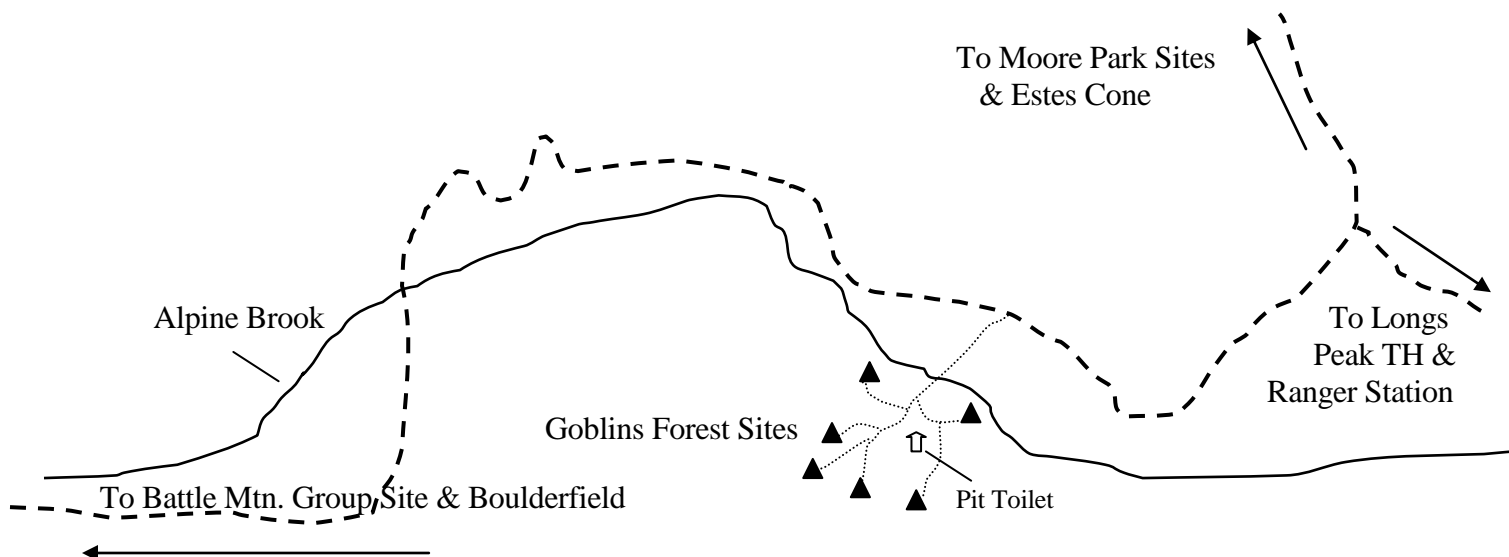 To Moore Park Sites
& Estes Cone
Alpine Brook
To Longs
Peak TH &
Ranger Station
Goblins Forest Sites
To Battle Mtn. Group Site & Boulderfield
Pit Toilet